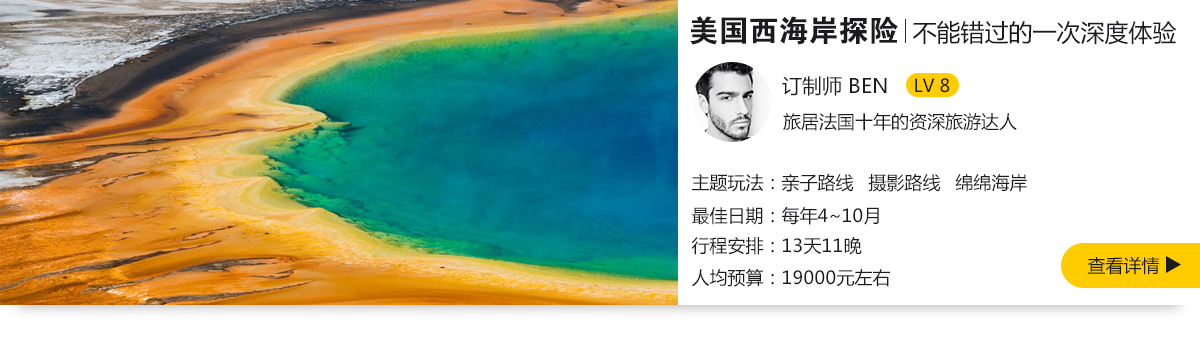 美国西海岸探险|不能错过的一次深度体验
订制师 BEN LV 8
旅居法国十年的资深旅游达人
主题玩法：亲子路线 摄影路线 绵绵海岸
最佳日期：每年4~10月
行程安排：13天11晚
人均预算：19000元左右
查看详情 ▶